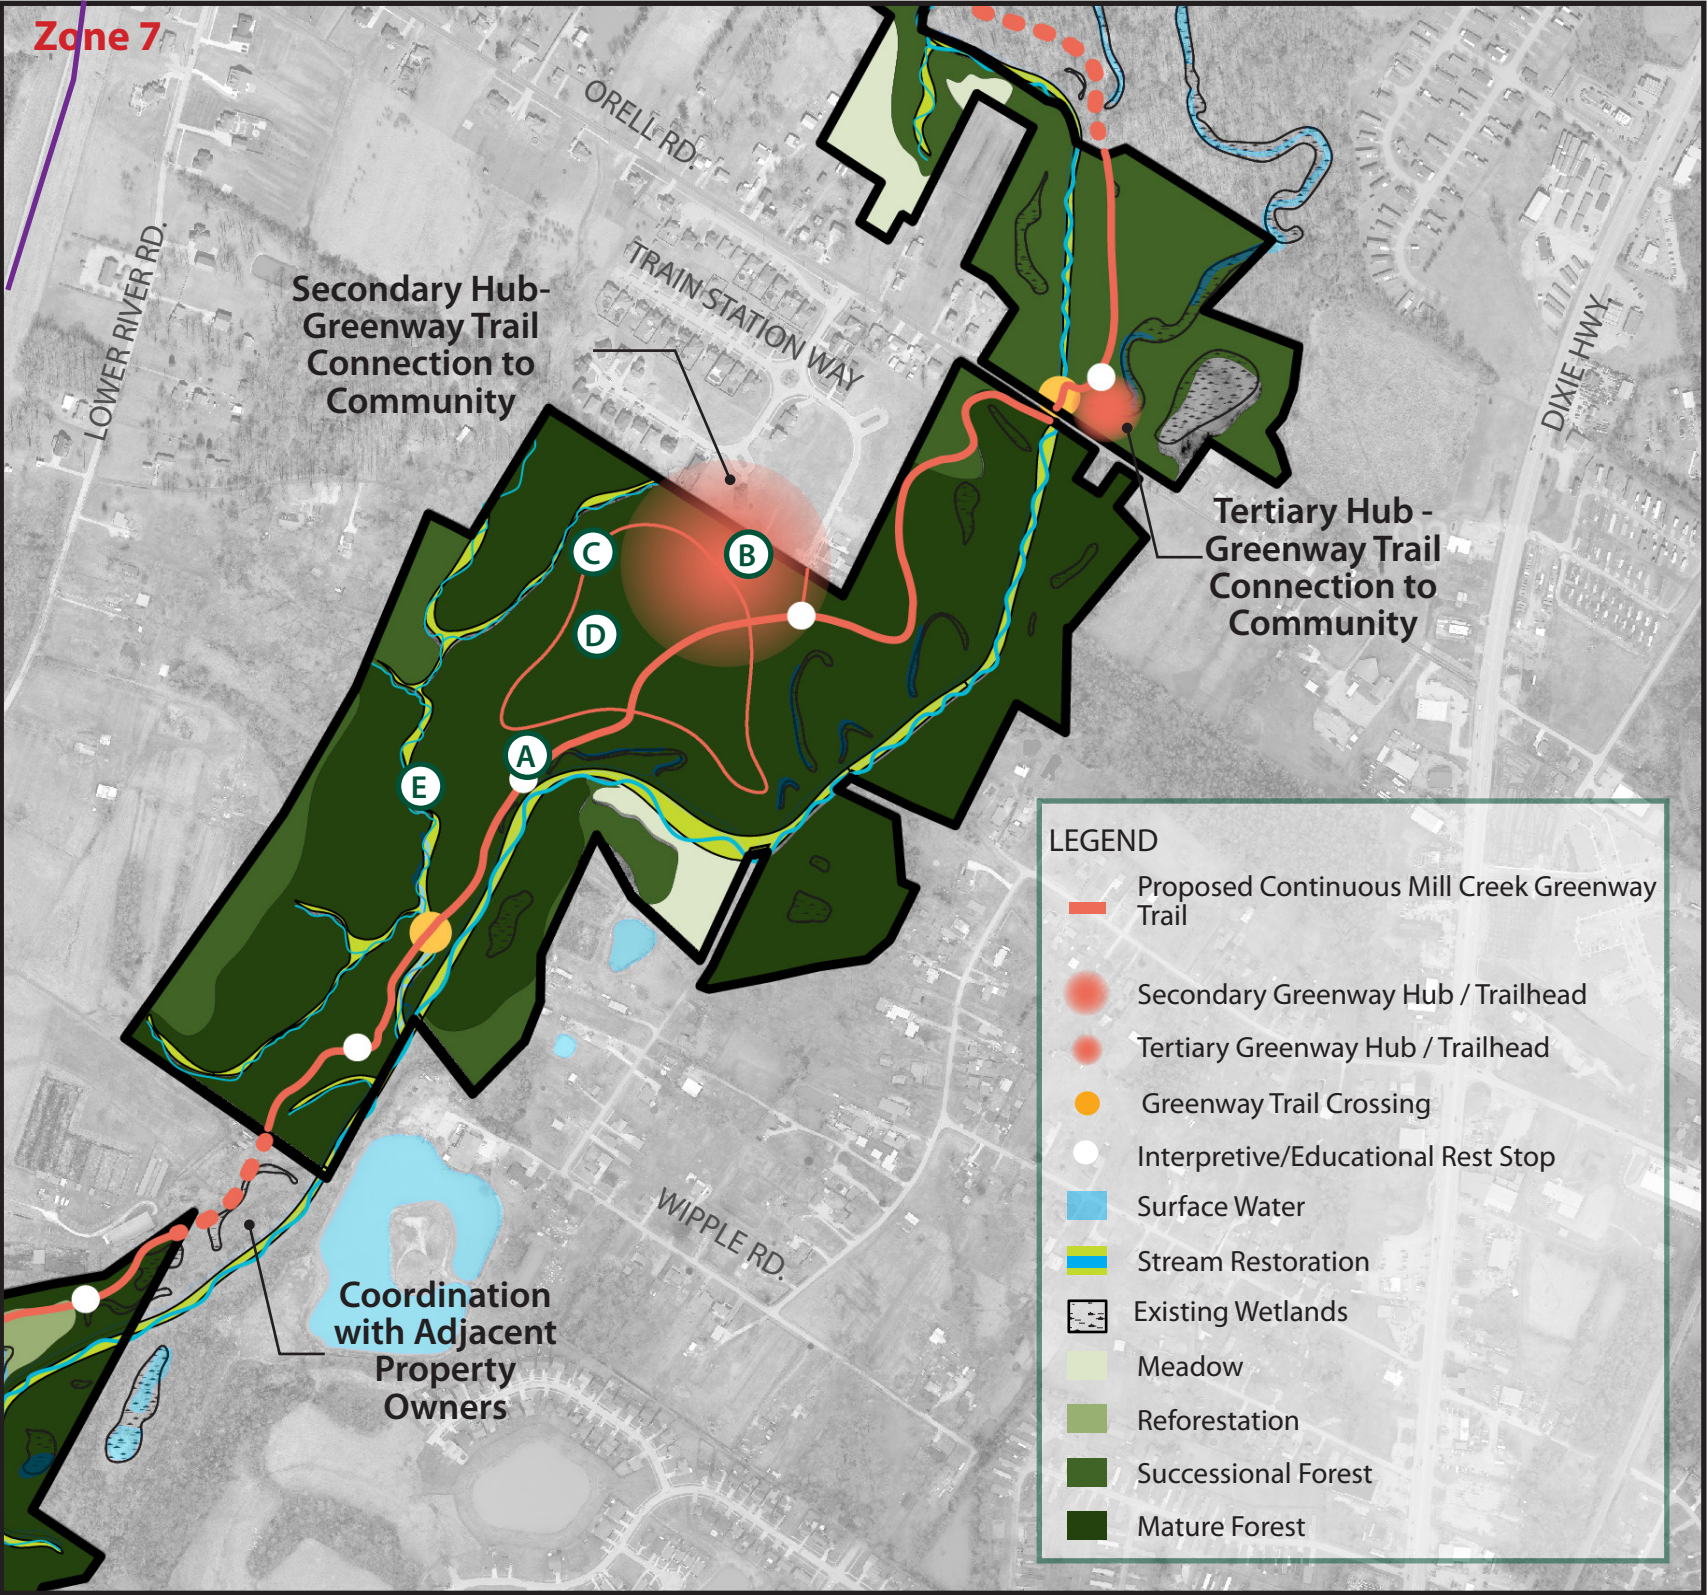 Zone 7
ORELL RD.
TRAIN STATION WAY
LOWER RIVER RD.
DIXIE HWY
Secondary Hub-
Greenway Trail
Connection to
Community
Tertiary Hub -
Greenway Trail
Connection to
Community
C
B
D
A
E
WIPPLE RD.
Coordination
with Adjacent
Property
Owners
LEGEND
Proposed Continuous Mill Creek Greenway
Trail
Secondary Greenway Hub / Trailhead
Tertiary Greenway Hub / Trailhead
Greenway Trail Crossing
Interpretive/Educational Rest Stop
Surface Water
Stream Restoration
Existing Wetlands
Meadow
Reforestation
Successional Forest
Mature Forest